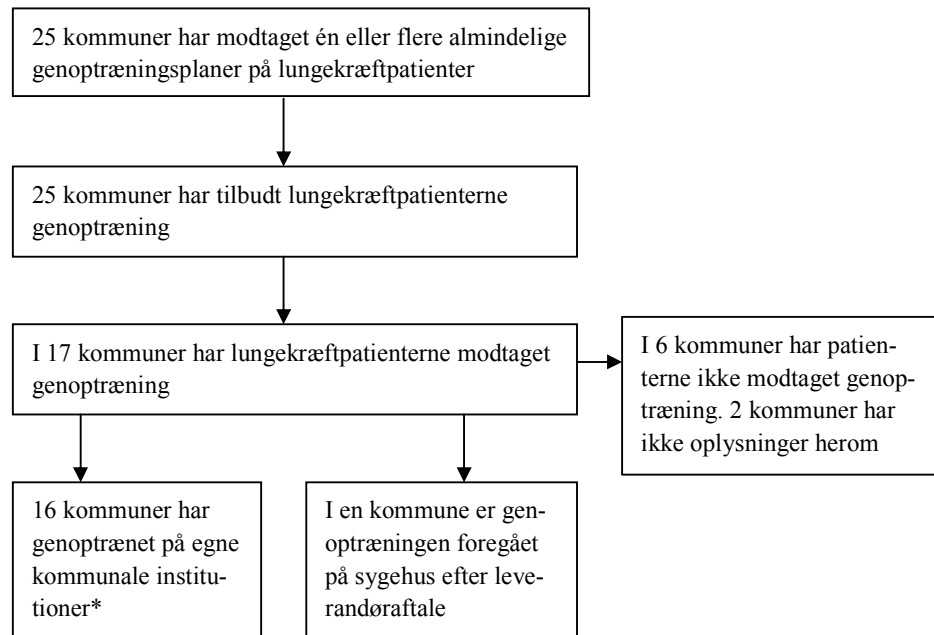 25 kommuner har modtaget én eller flere almindelige
genoptræningsplaner på lungekræftpatienter
25 kommuner har tilbudt lungekræftpatienterne
genoptræning
I 17 kommuner har lungekræftpatienterne modtaget
genoptræning
I 6 kommuner har patien-
terne ikke modtaget genop-
træning. 2 kommuner har
ikke oplysninger herom
16 kommuner har
genoptrænet på egne
kommunale institu-
tioner*
I en kommune er gen-
optræningen foregået
på sygehus efter leve-
randøraftale